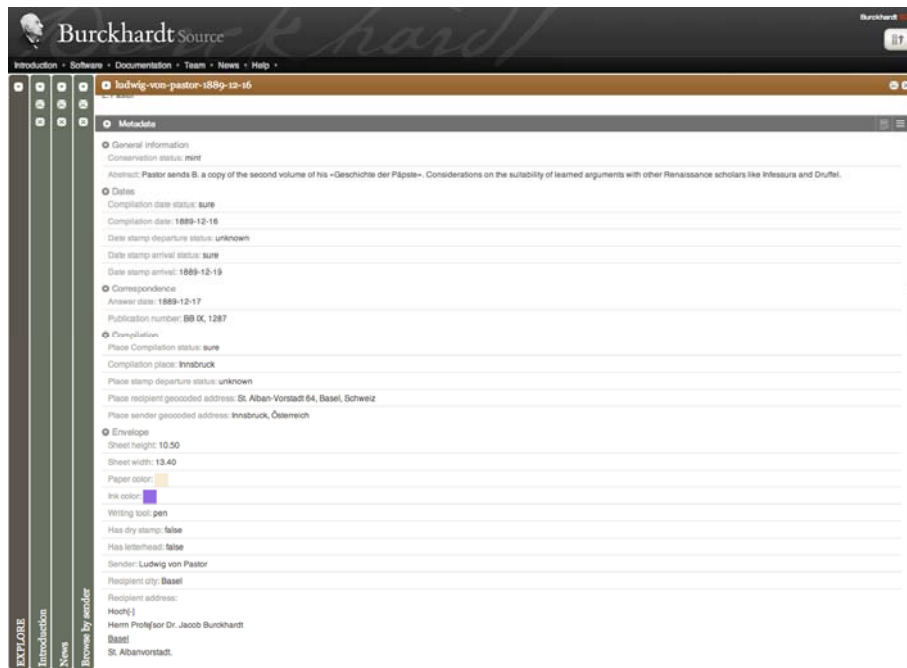 Burckhardt Source
Burckhardt
Introduction • Software • Documentation • Team • News • Help •
ludwig-von-pastor-1889-12-16
Metadata
General information
Conservation status: mint
Abstract: Pastor sends B. a copy of the second volume of his «Geschichte der Päpste». Considerations on the suitability of learned arguments with other Renaissance scholars like Infessura and Druffel.
Dates
Compilation date status: sure
Compilation date: 1889-12-16
Date stamp departure status: unknown
Date stamp arrival status: sure
Date stamp arrival: 1889-12-19
Correspondence
Answer date: 1889-12-17
Publication number: BB IX, 1287
Compilation
Place Compilation status: sure
Compilation place: Innsbruck
Place stamp departure status: unknown
Place recipient geocoded address: St. Alban-Vorstadt 64, Basel, Schweiz
Place sender geocoded address: Innsbruck, Österreich
Envelope
Sheet height: 10.50
Sheet width: 13.40
Paper color:
Ink color:
Writing tool: pen
Has dry stamp: false
Has letterhead: false
Sender: Ludwig von Pastor
Recipient city: Basel
Recipient address:
Hoch[-]
Herrn Profeſsor Dr. Jacob Burckhardt
Basel
St. Albanvorstadt.
EXPLORE
Introduction
News
Browse by sender